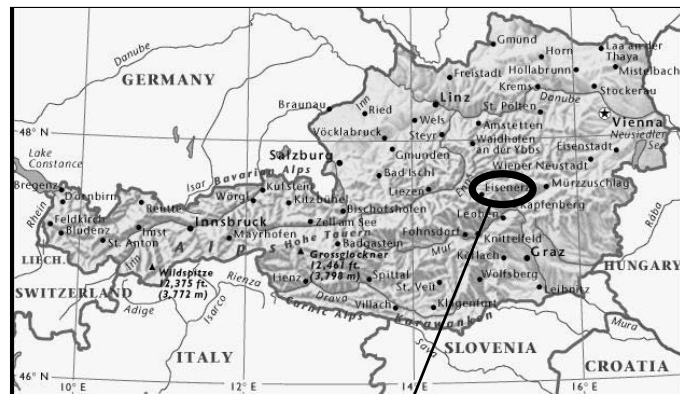 Gmünd
Laa an der
Thaya
Danube
Horn
GERMANY
Hollabrunn
Mistelbach
Freistadt
Krems
Stockerau
Braunau
Inn
Ried
Linz
Danube
St. Pölten
Wels
Vienna
48°N
Vöcklabruck
Steyr
Amstetten
Neusiedler
See
Waidhofen
an der Ybbs
Eisenstadt
Lake
Constance
Salzburg
Gmunden
Wiener Neustadt
Isar
Bavarian Alps
Bad Ischl
Enns
Bregenz
Dornbirn
Kufstein
Liezen
Eisenerz
Mürzzuschlag
Reutte
Wörgl
Kitzbühel
Bischofshofen
Leoben
Kapfenberg
Rába
Rhein
Feldkirch
Innsbruck
Zell am See
Bludenz
Imst
Hohe Tauern
Fohnsdorf
Knittelfeld
St. Anton
Alps
Mayrhofen
Badgastein
Mur
Graz
Inn
Grossglockner
12,461 ft.
(3,798 m)
Köflach
HUNGARY
LIECH.
Wildspitze
12,375 ft.
(3,772 m)
Rienza
Lienz
Spittal
St. Veit
Wolfsberg
Leibnitz
SWITZERLAND
Isarco
Drava
Carnic Alps
Villach
Klagenfurt
Adige
Karawanken
Mura
Sava
SLOVENIA
ITALY
CROATIA
46°N
10°E
12°E
14°E
16°E